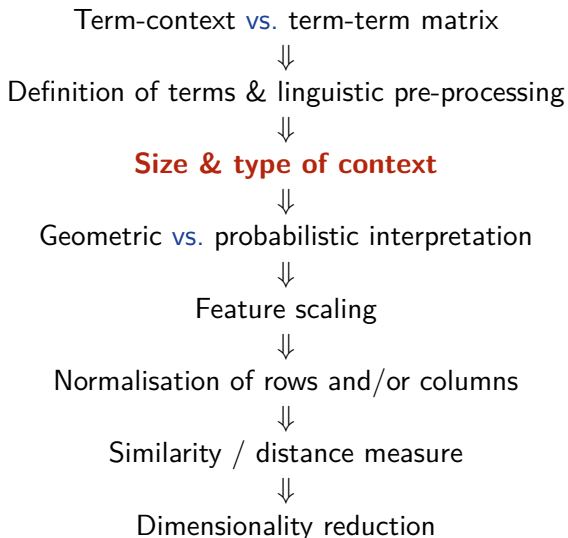 Term-context vs. term-term matrix
⇓
Definition of terms & linguistic pre-processing
⇓
Size & type of context
⇓
Geometric vs. probabilistic interpretation
⇓
Feature scaling
⇓
Normalisation of rows and/or columns
⇓
Similarity / distance measure
⇓
Dimensionality reduction